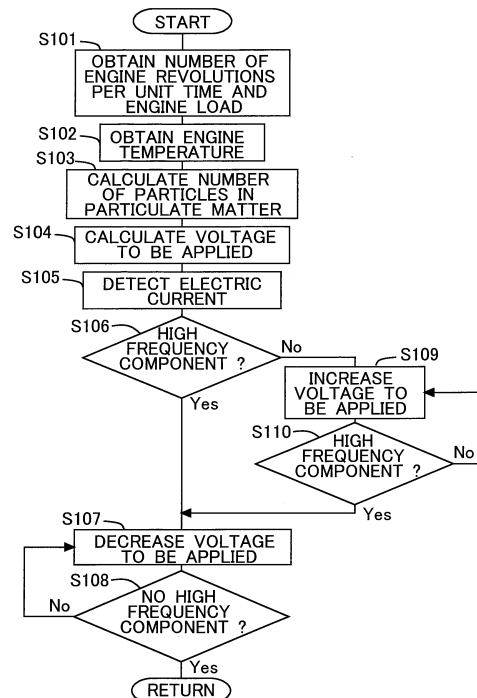 START
S101
OBTAIN NUMBER OF
ENGINE REVOLUTIONS
PER UNIT TIME AND
ENGINE LOAD
S102
OBTAIN ENGINE
TEMPERATURE
S103
CALCULATE NUMBER
OF PARTICLES IN
PARTICULATE MATTER
S104
CALCULATE VOLTAGE
TO BE APPLIED
S105
DETECT ELECTRIC
CURRENT
S106
HIGH
FREQUENCY
COMPONENT ?
No
Yes
S109
INCREASE
VOLTAGE TO
BE APPLIED
S110
HIGH
FREQUENCY
COMPONENT ?
No
Yes
S107
DECREASE VOLTAGE
TO BE APPLIED
S108
NO HIGH
FREQUENCY
COMPONENT ?
No
Yes
RETURN